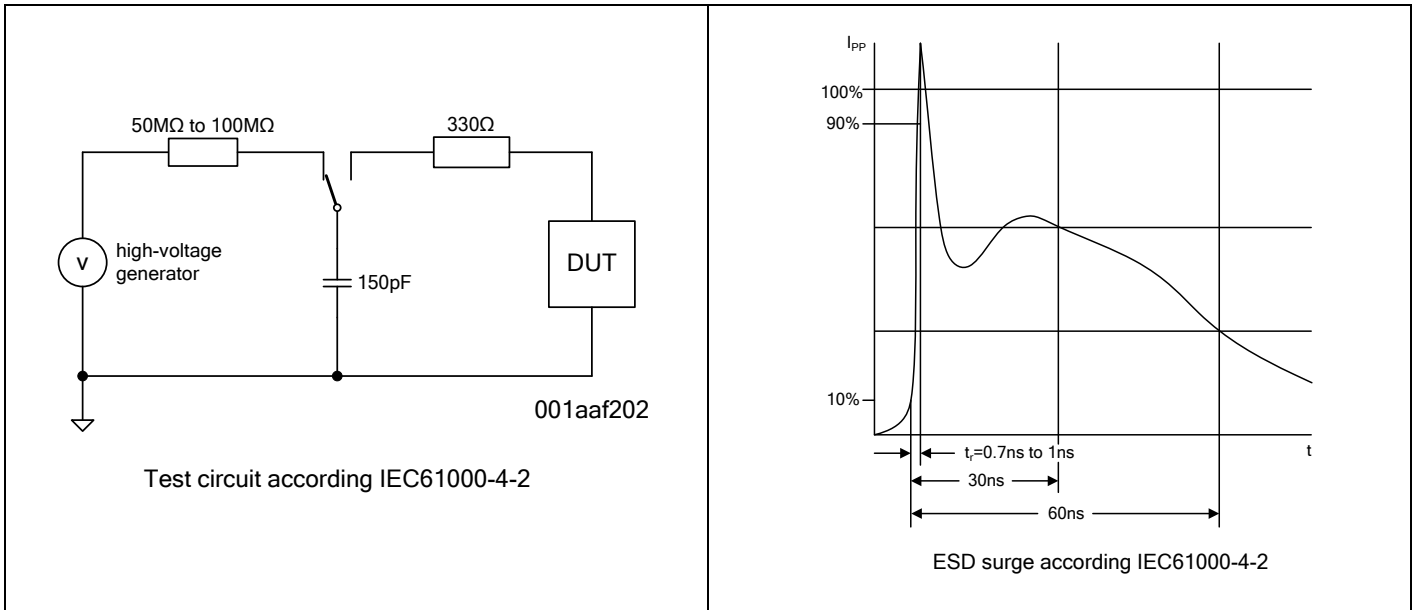 50MΩ to 100MΩ
330Ω
V
high-voltage
generator
150pF
DUT
001aaf202
Test circuit according IEC61000-4-2
IPP
100%
90%
10%
t
tr=0.7ns to 1ns
30ns
60ns
ESD surge according IEC61000-4-2